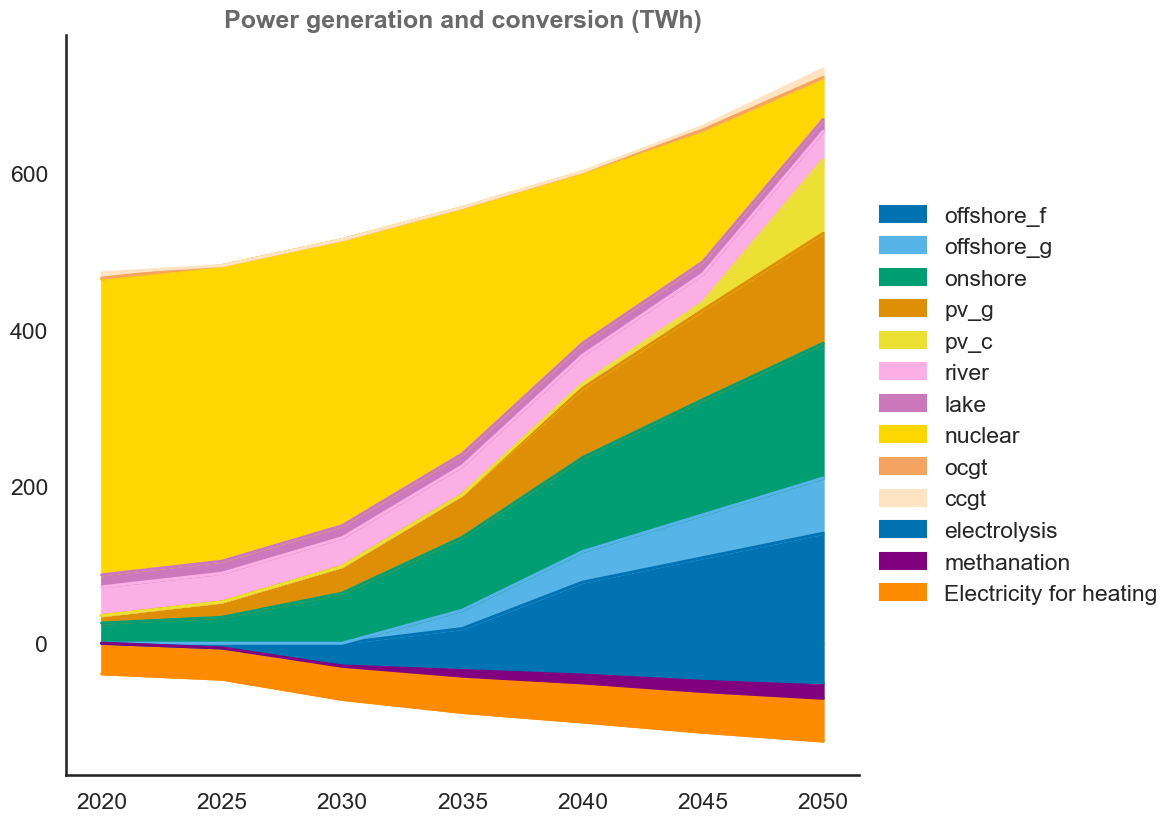 Power generation and conversion (TWh)
600
400
200
0
2020 2025 2030 2035 2040 2045 2050
offshore_f
offshore_g
onshore
pv_g
pv_c
river
lake
nuclear
ocgt
ccgt
electrolysis
methanation
Electricity for heating